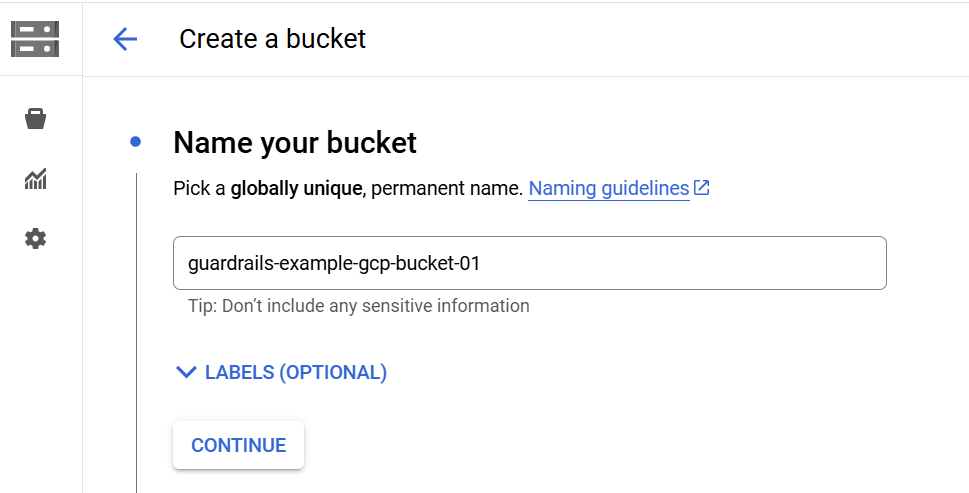 Create a bucket
Name your bucket
Pick a globally unique, permanent name. Naming guidelines
guardrails-example-gcp-bucket-01
Tip: Don’t include any sensitive information
LABELS (OPTIONAL)
CONTINUE